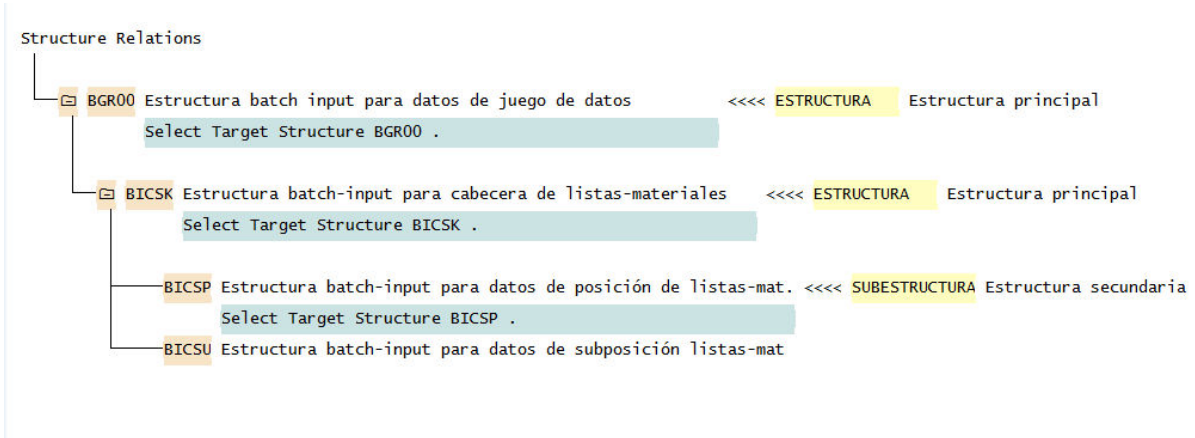 Structure Relations
BGR00 Estructura batch input para datos de juego de datos <<<< ESTRUCTURA Estructura principal
Select Target Structure BGR00 .
BICSK Estructura batch-input para cabecera de listas-materiales <<<< ESTRUCTURA Estructura principal
Select Target Structure BICSK .
BICSP Estructura batch-input para datos de posición de listas-mat. <<<< SUBESTRUCTURA Estructura secundaria
Select Target Structure BICSP .
BICSU Estructura batch-input para datos de subposición listas-mat